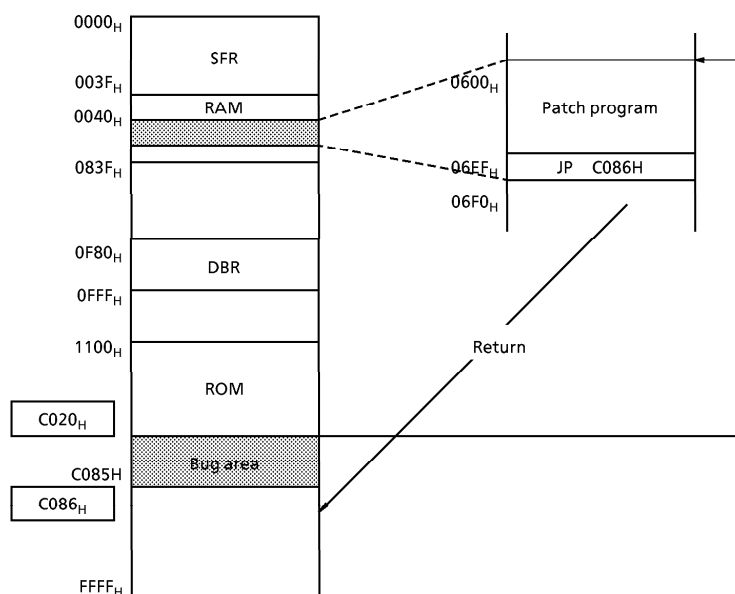 0000H
SFR
003FH
RAM
0040H
083FH
0F80H
DBR
0FFFH
1100H
ROM
C020H
Bug area
C085H
C086H
FFFFH
0600H
Patch program
06EFH
JP C086H
06F0H
Return